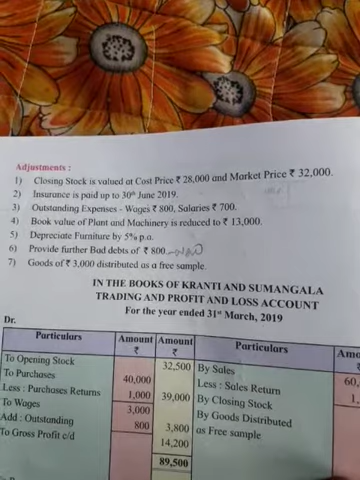 Adjustments :
1) Closing Stock is valued at Cost Price ₹ 28,000 and Market Price ₹ 32,000.
2) Insurance is paid up to 30th June 2019.
3) Outstanding Expenses - Wages ₹ 800, Salaries ₹ 700.
4) Book value of Plant and Machinery is reduced to ₹ 13,000.
5) Depreciate Furniture by 5% p.a.
6) Provide further Bad debts of ₹ 800
7) Goods of ₹ 3,000 distributed as a free sample
IN THE BOOKS OF KRANTI AND SUMANGALA
TRADING AND PROFIT AND LOSS ACCOUNT
For the year ended 31st March, 2019
Dr.
Particulars Amount ₹ Amount ₹ Particulars Amo
To Opening Stock 32,500 By Sales
To Purchases 40,000 Less : Sales Return 60,
Less : Purchases Returns 1,000 39,000 By Closing Stock 1,
To Wages 3,000 By Goods Distributed
Add : Outstanding 800 3,800 as Free sample
To Gross Profit c/d 14,200
89,500